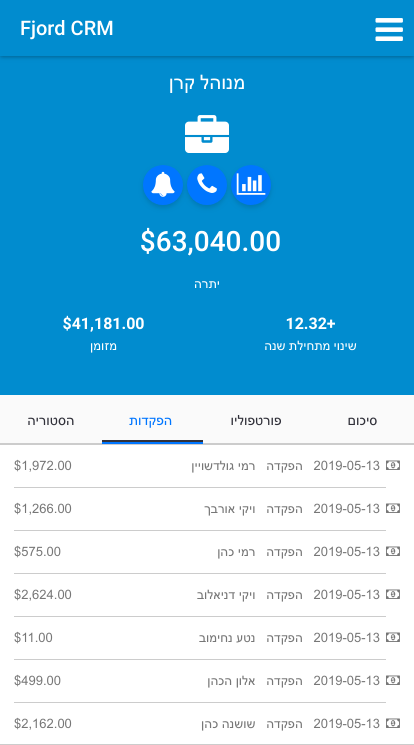 Fjord CRM
מנוהל קרן
$63,040.00
יתרה
12.32+ $41,181.00
שינוי מתחילת שנה מזומן
סיכום פורטפוליו הפקדות הסטוריה
2019-05-13 הפקדה רמי גולדשויין $1,972.00
2019-05-13 הפקדה ויקי אורבך $1,266.00
2019-05-13 הפקדה רמי כהן $575.00
2019-05-13 הפקדה ויקי דניאלוב $2,624.00
2019-05-13 הפקדה נטע נחימוב $11.00
2019-05-13 הפקדה אלון הכהן $499.00
2019-05-13 הפקדה שושנה כהן $2,162.00